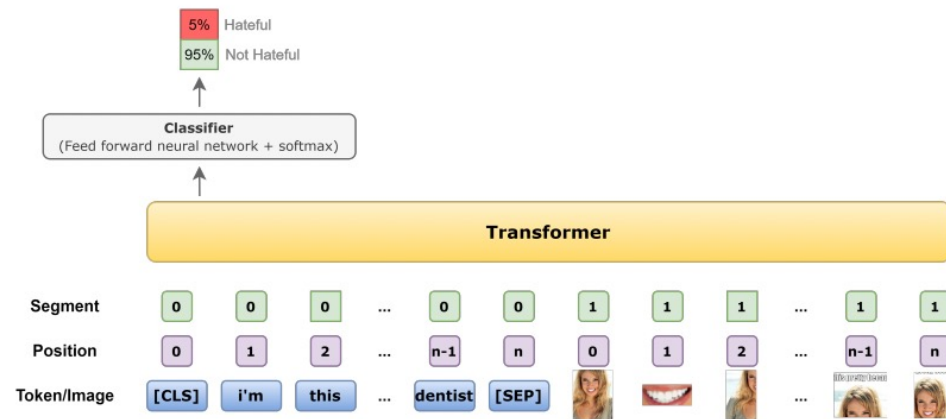 5% Hateful
95% Not Hateful
Classifier
(Feed forward neural network + softmax)
Transformer
Segment 0 0 0 ... 0 0 1 1 1 ... 1 1
Position 0 1 2 ... n-1 n 0 1 2 ... n-1 n
Token/Image [CLS] i'm this ... dentist [SEP] ...